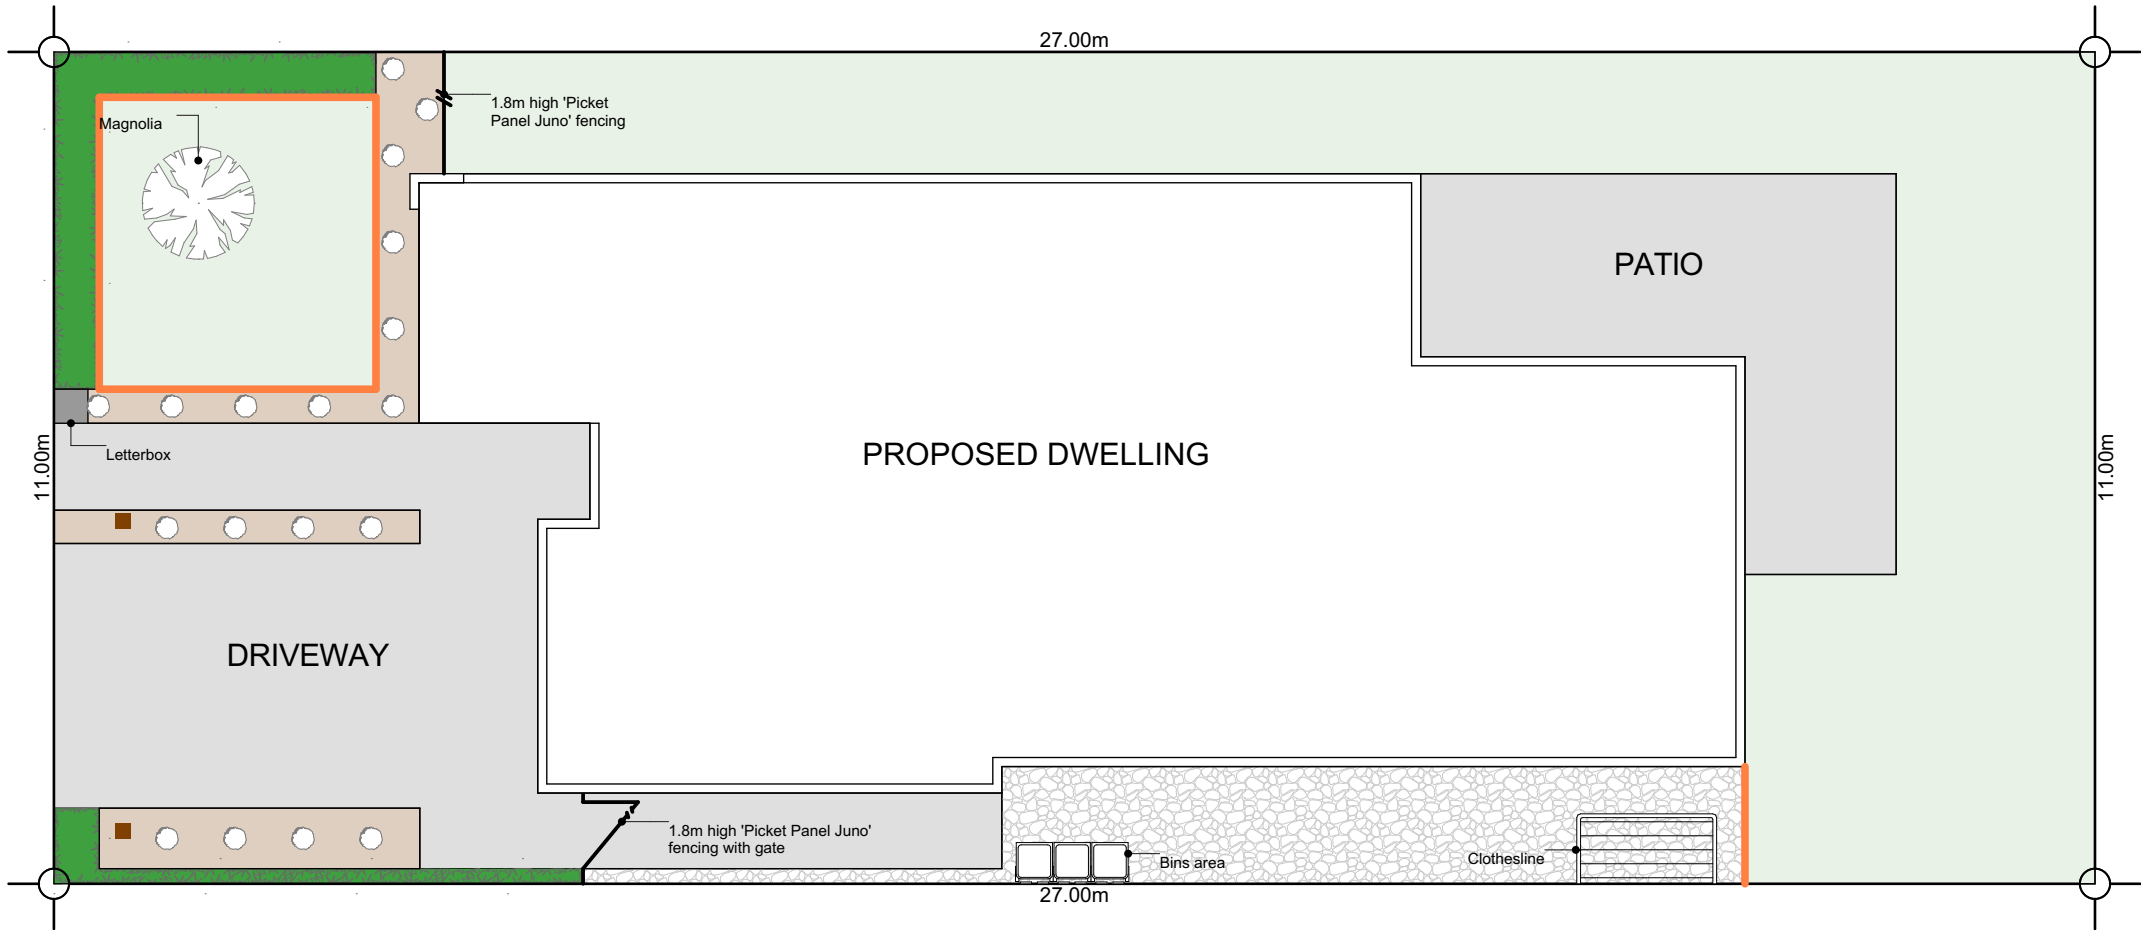 27.00m
1.8m high 'Picket
Panel Juno' fencing
Magnolia
PATIO
Letterbox
11.00m
PROPOSED DWELLING
11.00m
DRIVEWAY
1.8m high 'Picket Panel Juno'
fencing with gate
Bins area
Clothesline
27.00m